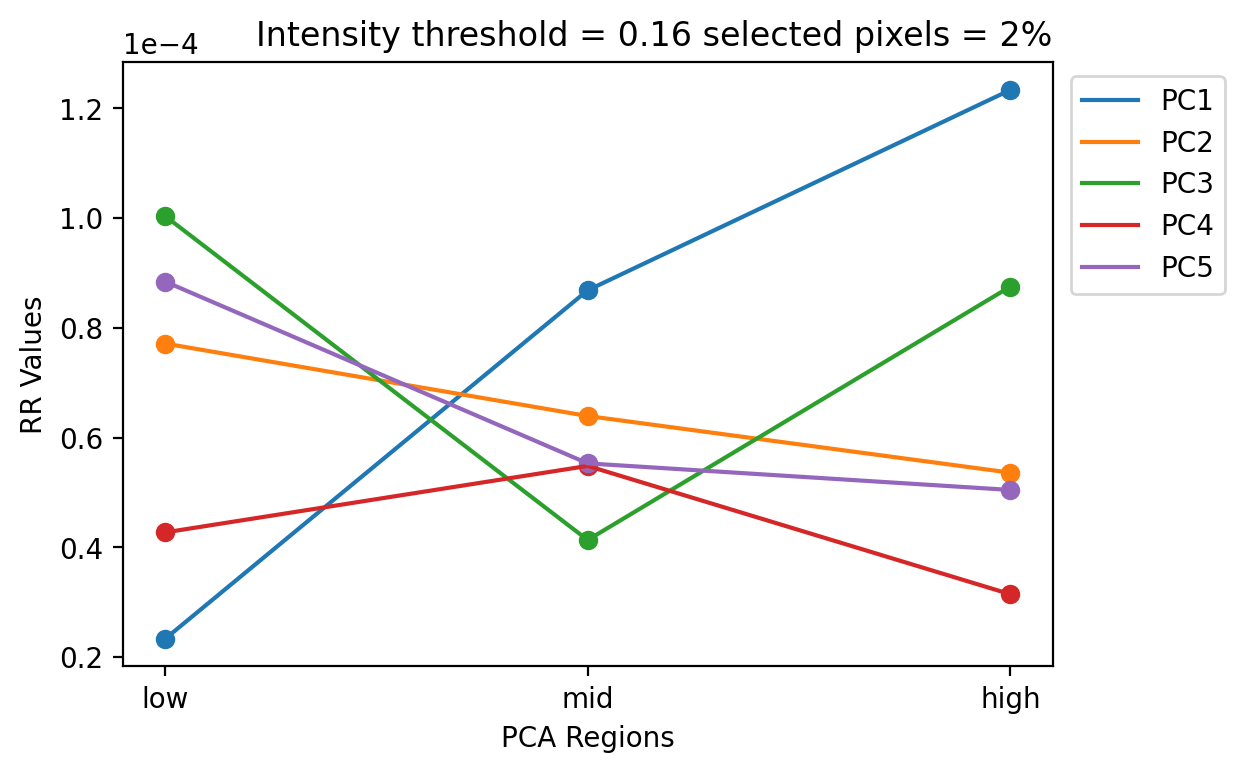 Intensity threshold = 0.16 selected pixels = 2%
1e−4
1.2
1.0
0.8
0.6
0.4
0.2
RR Values
low mid high
PCA Regions
PC1
PC2
PC3
PC4
PC5